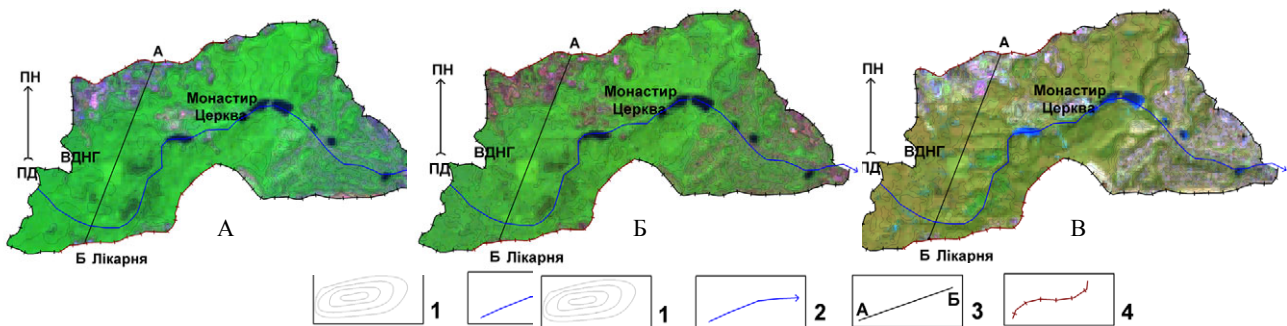 А
ПН
Монастир
Церква
ВДНГ
ПД
Б Лікарня
А
А
ПН
Монастир
Церква
ВДНГ
ПД
Б Лікарня
Б
А
ПН
Монастир
Церква
ВДНГ
ПД
Б Лікарня
В
1
1
2
А Б 3
4